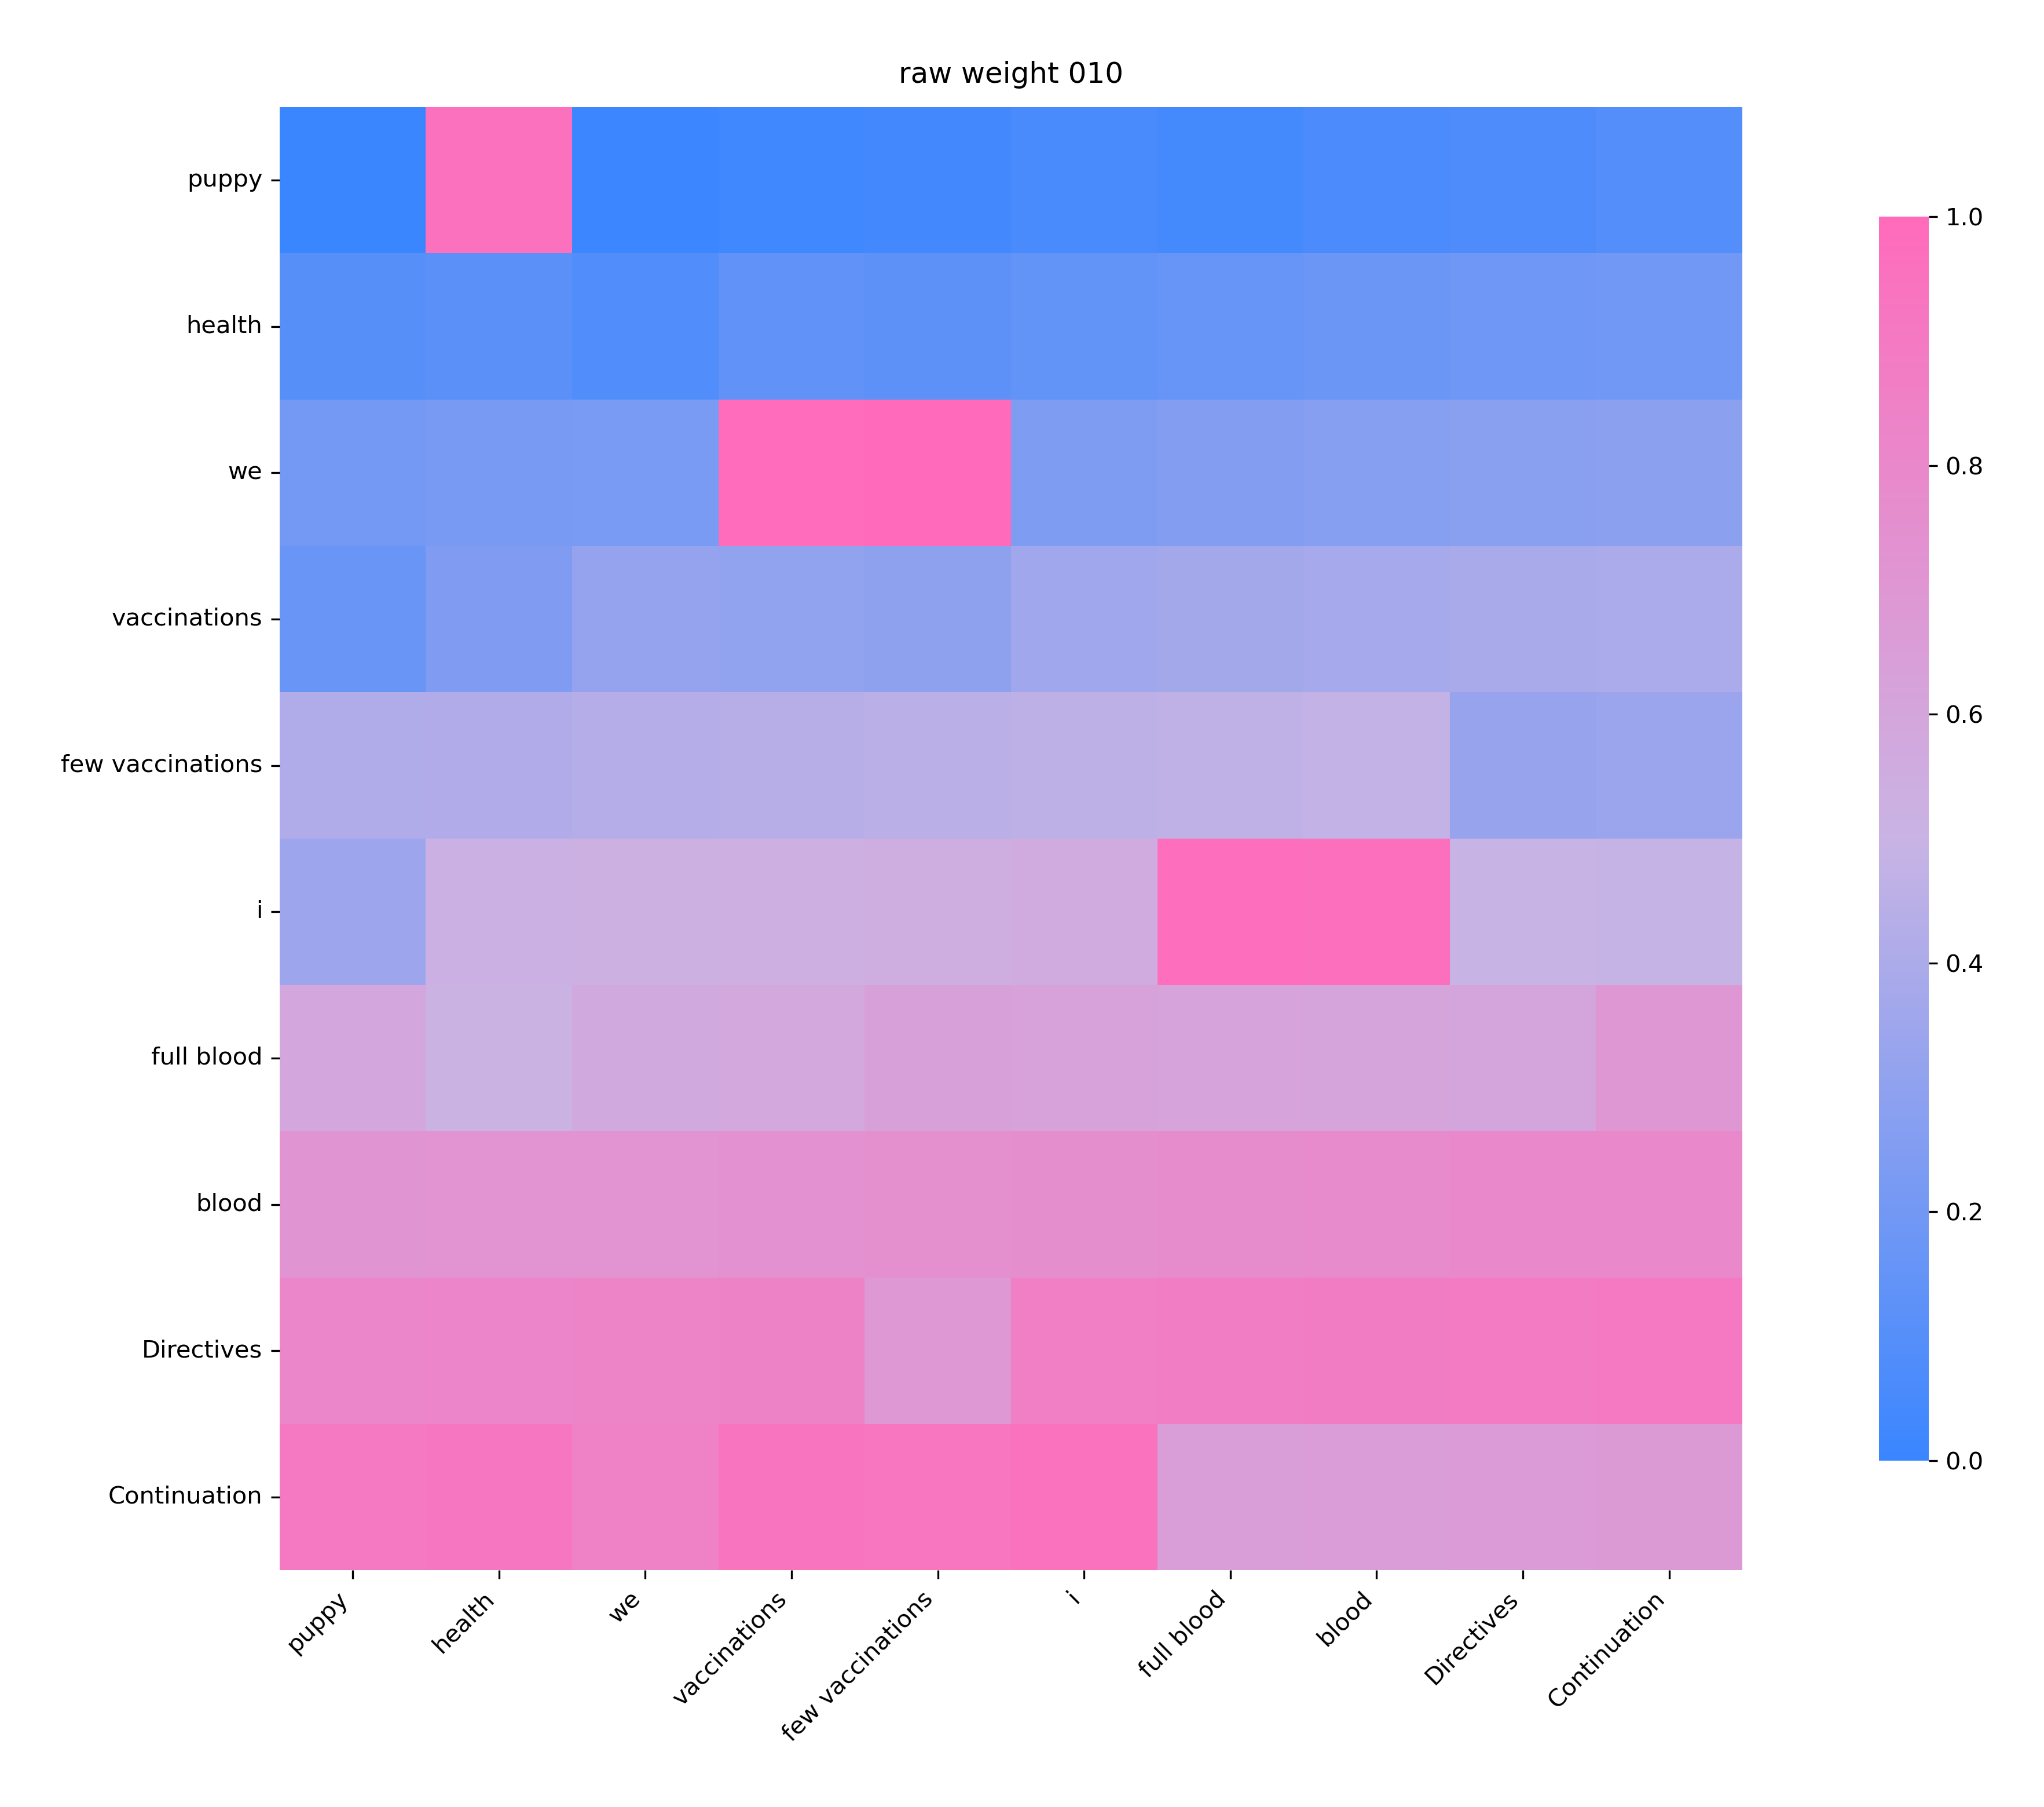 raw weight 010
puppy
health
we
vaccinations
few vaccinations
i
full blood
blood
Directives
Continuation
puppy
health
we
vaccinations
few vaccinations
i
full blood
blood
Directives
Continuation
1.0
0.8
0.6
0.4
0.2
0.0